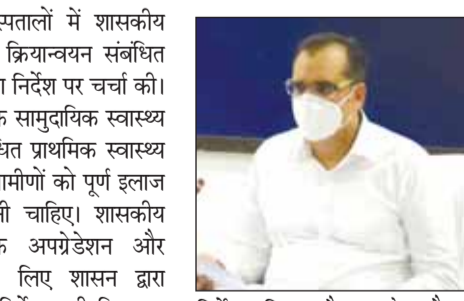 स्पतालों में शासकीय
क्रियान्वयन संबंधित
निर्देश पर चर्चा की।
सामुदायिक स्वास्थ्य
प्राथमिक स्वास्थ्य
ग्रामीणों को पूर्ण इलाज
चाहिए। शासकीय
अपग्रेडेशन और
लिए शासन द्वारा